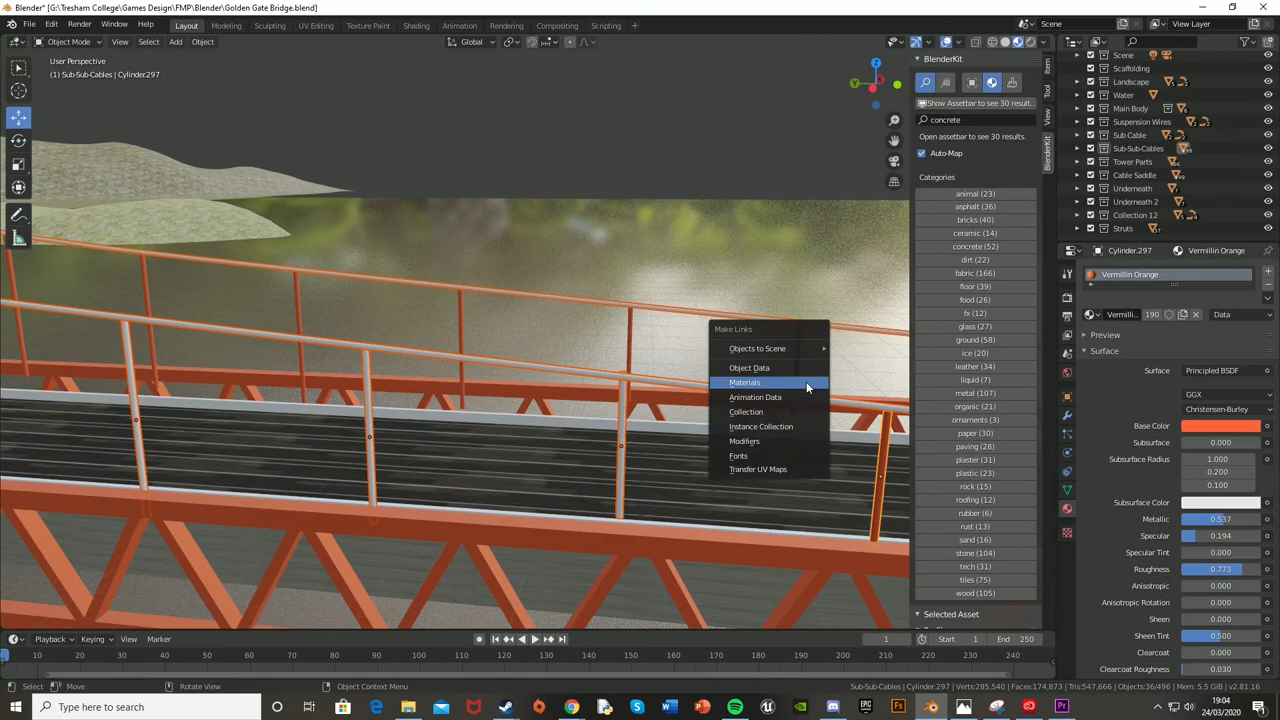 Blender* [G:\Tresham College\Games Design\FMP\Blender\Golden Gate Bridge.blend]
File Edit Render Window Help Layout Modeling Sculpting UV Editing Texture Paint Shading Animation Rendering Compositing Scripting + Scene View Layer
Object Mode View Select Add Object Global
User Perspective
(1) Sub-Sub-Cables | Cylinder.297
Z
Y
BlenderKit
Show Assetbar to see 30 result..
concrete
Open assetbar to see 30 results.
Auto-Map
Categories
animal (23)
asphalt (36)
bricks (40)
ceramic (14)
concrete (52)
dirt (22)
fabric (166)
floor (39)
food (26)
fx (12)
glass (27)
ground (58)
ice (20)
leather (34)
liquid (7)
metal (107)
organic (21)
ornaments (3)
paper (30)
paving (28)
plaster (31)
plastic (23)
rock (15)
roofing (12)
rubber (6)
rust (13)
sand (16)
stone (104)
tech (31)
tiles (75)
wood (105)
Selected Asset
Item
Tool
View
BlenderKit
Make Links
Objects to Scene
Object Data
Materials
Animation Data
Collection
Instance Collection
Modifiers
Fonts
Transfer UV Maps
Scene
Scaffolding
Landscape
Water
Main Body
Suspension Wires
Sub Cable
Sub-Sub-Cables
Tower Parts
Cable Saddle
Underneath
Underneath 2
Collection 12
Struts
Cylinder.297 Vermillin Orange
Vermillin Orange
Vermilli.. 190 Data
Preview
Surface
Surface Principled BSDF
GGX
Christensen-Burley
Base Color
Subsurface 0.000
Subsurface Radius 1.000
0.200
0.100
Subsurface Color
Metallic 0.537
Specular 0.194
Specular Tint 0.000
Roughness 0.773
Anisotropic 0.000
Anisotropic Rotation 0.000
Sheen 0.000
Sheen Tint 0.500
Clearcoat 0.000
Clearcoat Roughness 0.030
Playback Keying View Marker 1 Start 1 End 250
10 20 30 40 50 60 70 80 90 100 110 120 130 140 150 160 170 180 190 200 210 220 230 240
Select Move Rotate View Object Context Menu Sub-Sub-Cables | Cylinder.297 | Verts:285,540 | Faces:174,873 | Tris:547,666 | Objects:36/496 | Mem: 5.5 GiB | v2.81.16
Type here to search
19:04
24/03/2020